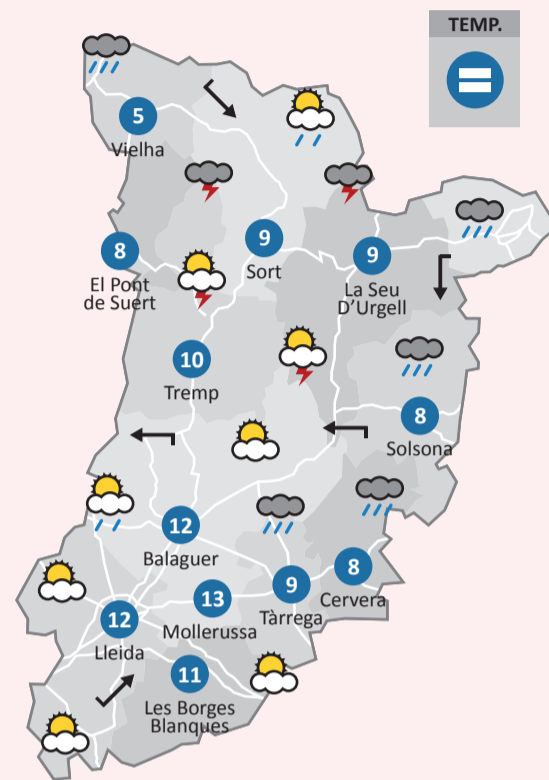 TEMP.
5
Vielha
8
El Pont
de Suert
9
Sort
9
La Seu
D'Urgell
10
Tremp
8
Solsona
12
Balaguer
13
Mollerussa
9
Tàrrega
8
Cervera
12
Lleida
11
Les Borges
Blanques